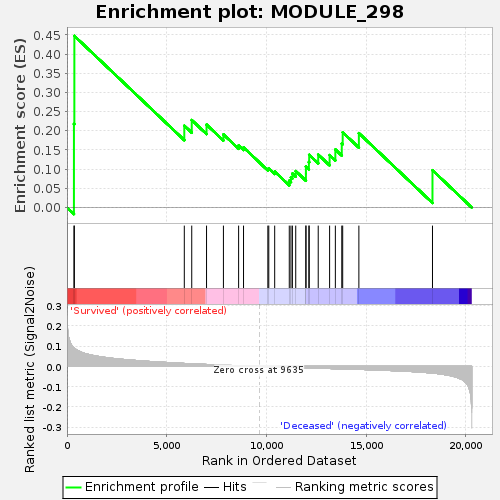 Enrichment plot: MODULE_298
Enrichment score (ES)
0.45
0.40
0.35
0.30
0.25
0.20
0.15
0.10
0.05
0.00
'Survived' (positively correlated)
Ranked list metric (Signal2Noise)
0.3
0.2
0.1
0.0
-0.1
-0.2
-0.3
Zero cross at 9635
'Deceased' (negatively correlated)
0
5,000
10,000
15,000
20,000
Rank in Ordered Dataset
Enrichment profile
Hits
Ranking metric scores